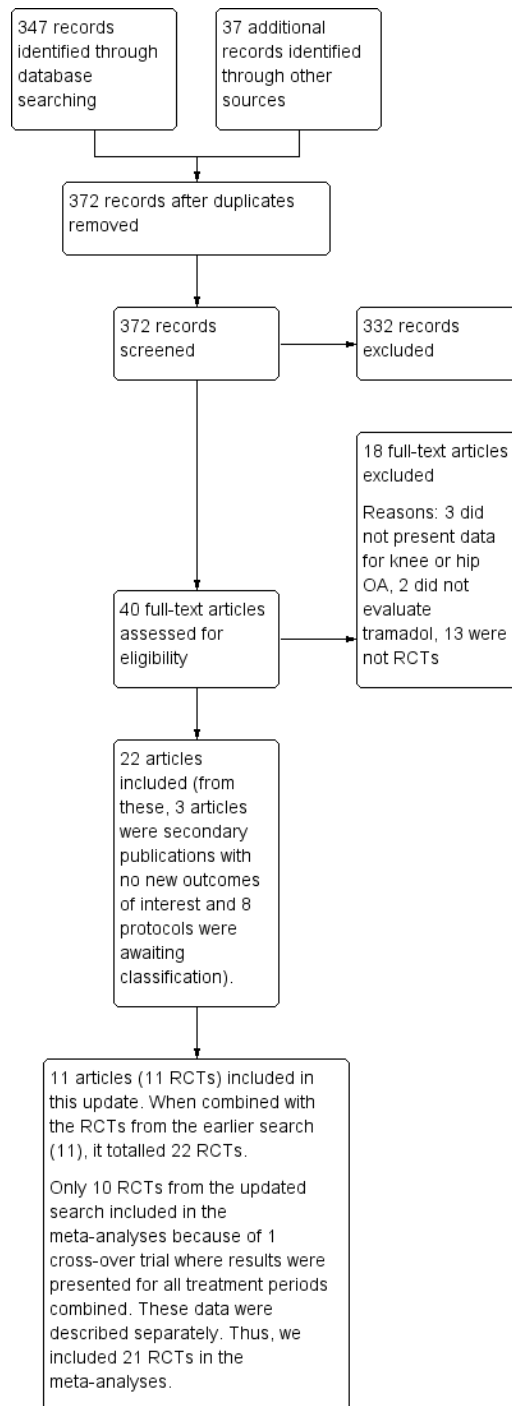 347 records
identified through
database
searching
37 additional
records identified
through other
sources
372 records after duplicates
removed
372 records
screened
332 records
excluded
18 full-text articles
excluded
Reasons: 3 did
not present data
for knee or hip
OA, 2 did not
evaluate
tramadol, 13 were
not RCTs
40 full-text articles
assessed for
eligibility
22 articles
included (from
these, 3 articles
were secondary
publications with
no new outcomes
of interest and 8
protocols were
awaiting
classification).
11 articles (11 RCTs) included in
this update. When combined with
the RCTs from the earlier search
(11), it totalled 22 RCTs.
Only 10 RCTs from the updated
search included in the
meta-analyses because of 1
cross-over trial where results were
presented for all treatment periods
combined. These data were
described separately. Thus, we
included 21 RCTs in the
meta-analyses.